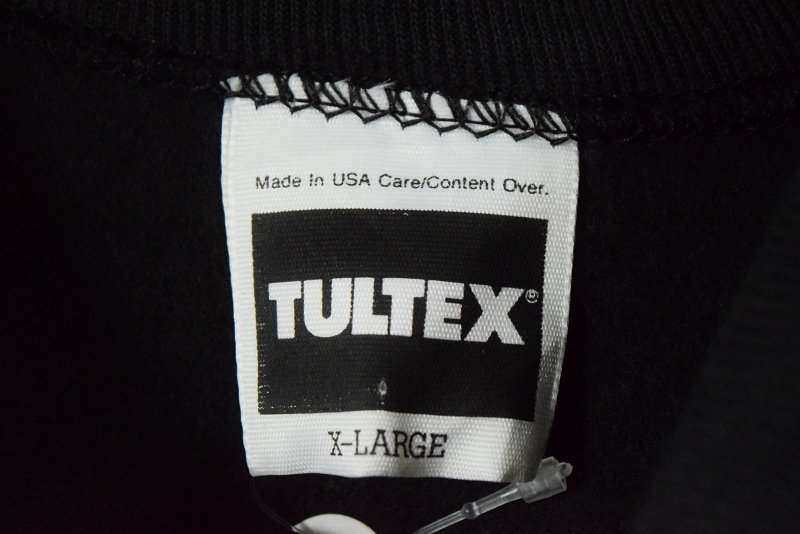 Made In USA Care/Content Over.
TULTEX®
X-LARGE